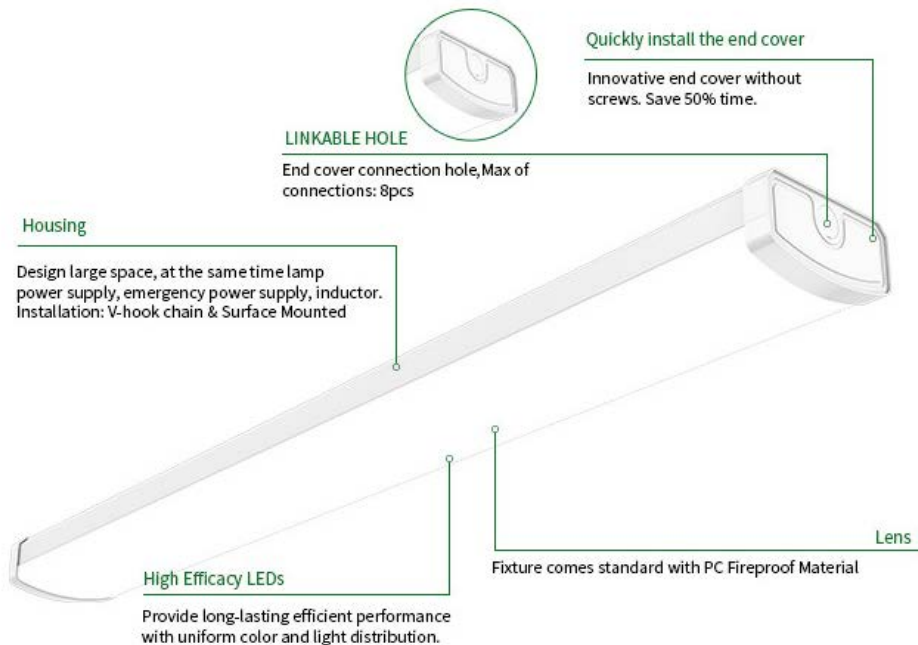 Quickly install the end cover
Innovative end cover without
screws. Save 50% time.
LINKABLE HOLE
End cover connection hole,Max of
connections: 8pcs
Housing
Design large space, at the same time lamp
power supply, emergency power supply, inductor.
Installation: V-hook chain & Surface Mounted
Lens
Fixture comes standard with PC Fireproof Material
High Efficacy LEDs
Provide long-lasting efficient performance
with uniform color and light distribution.